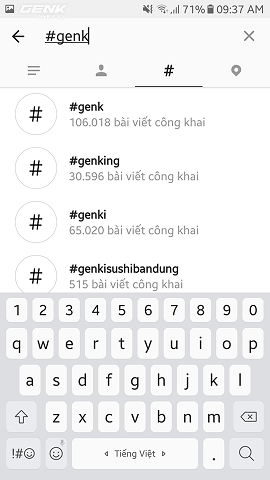 GENK 71% 09:37 AM
#genk
#
# #genk
106.018 bài viết công khai
# #genking
30.596 bài viết công khai
# #genki
65.020 bài viết công khai
# #genkisushibandung
515 bài viết công khai
1 2 3 4 5 6 7 8 9 0
q w e r t y u i o p
a s d f g h j k l
z x c v b n m
!#☺ Tiếng Việt .